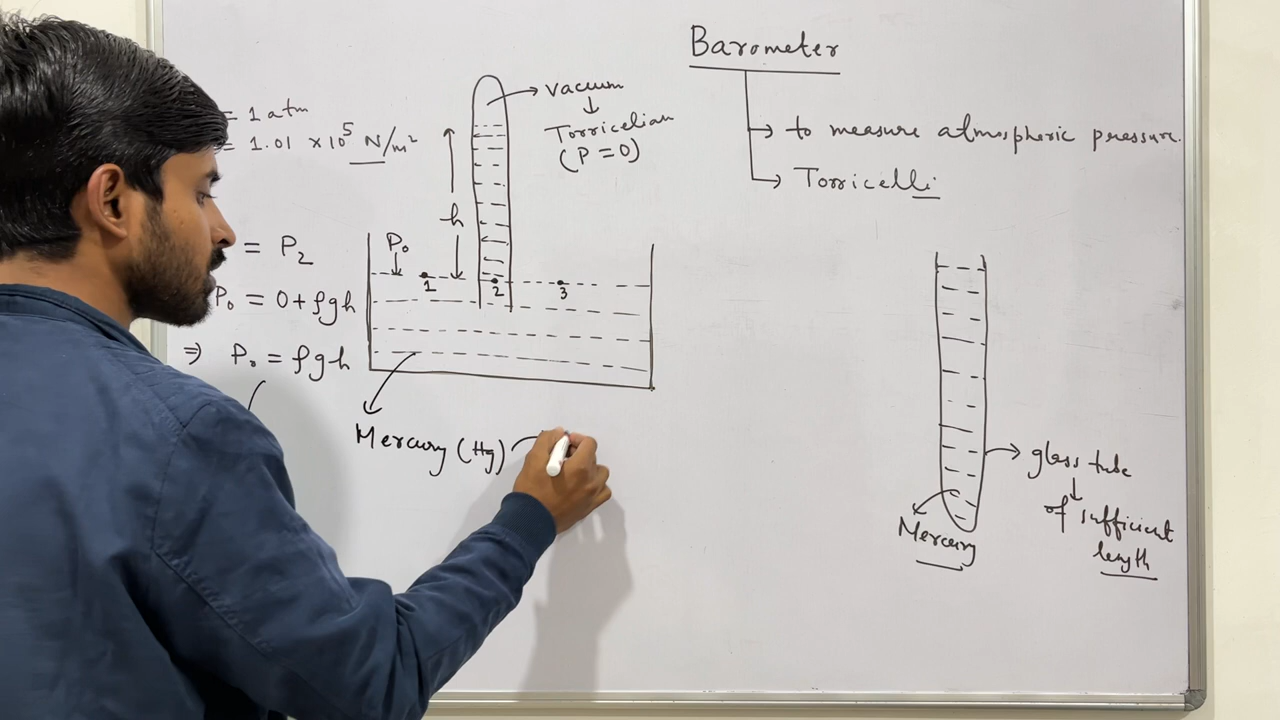 Barometer
→ to measure atmospheric pressure.
→ Torricelli
= 1 atm
= 1.01 × 10⁵ N/m²
= P₂
P₀ = 0 + ρgh
⇒ P₀ = ρgh
→ vacuum
↓
Torricelian
(P = 0)
h
P₀
1
2
3
Mercury (Hg)
→ glass tube
↓
of sufficient
length
Mercury